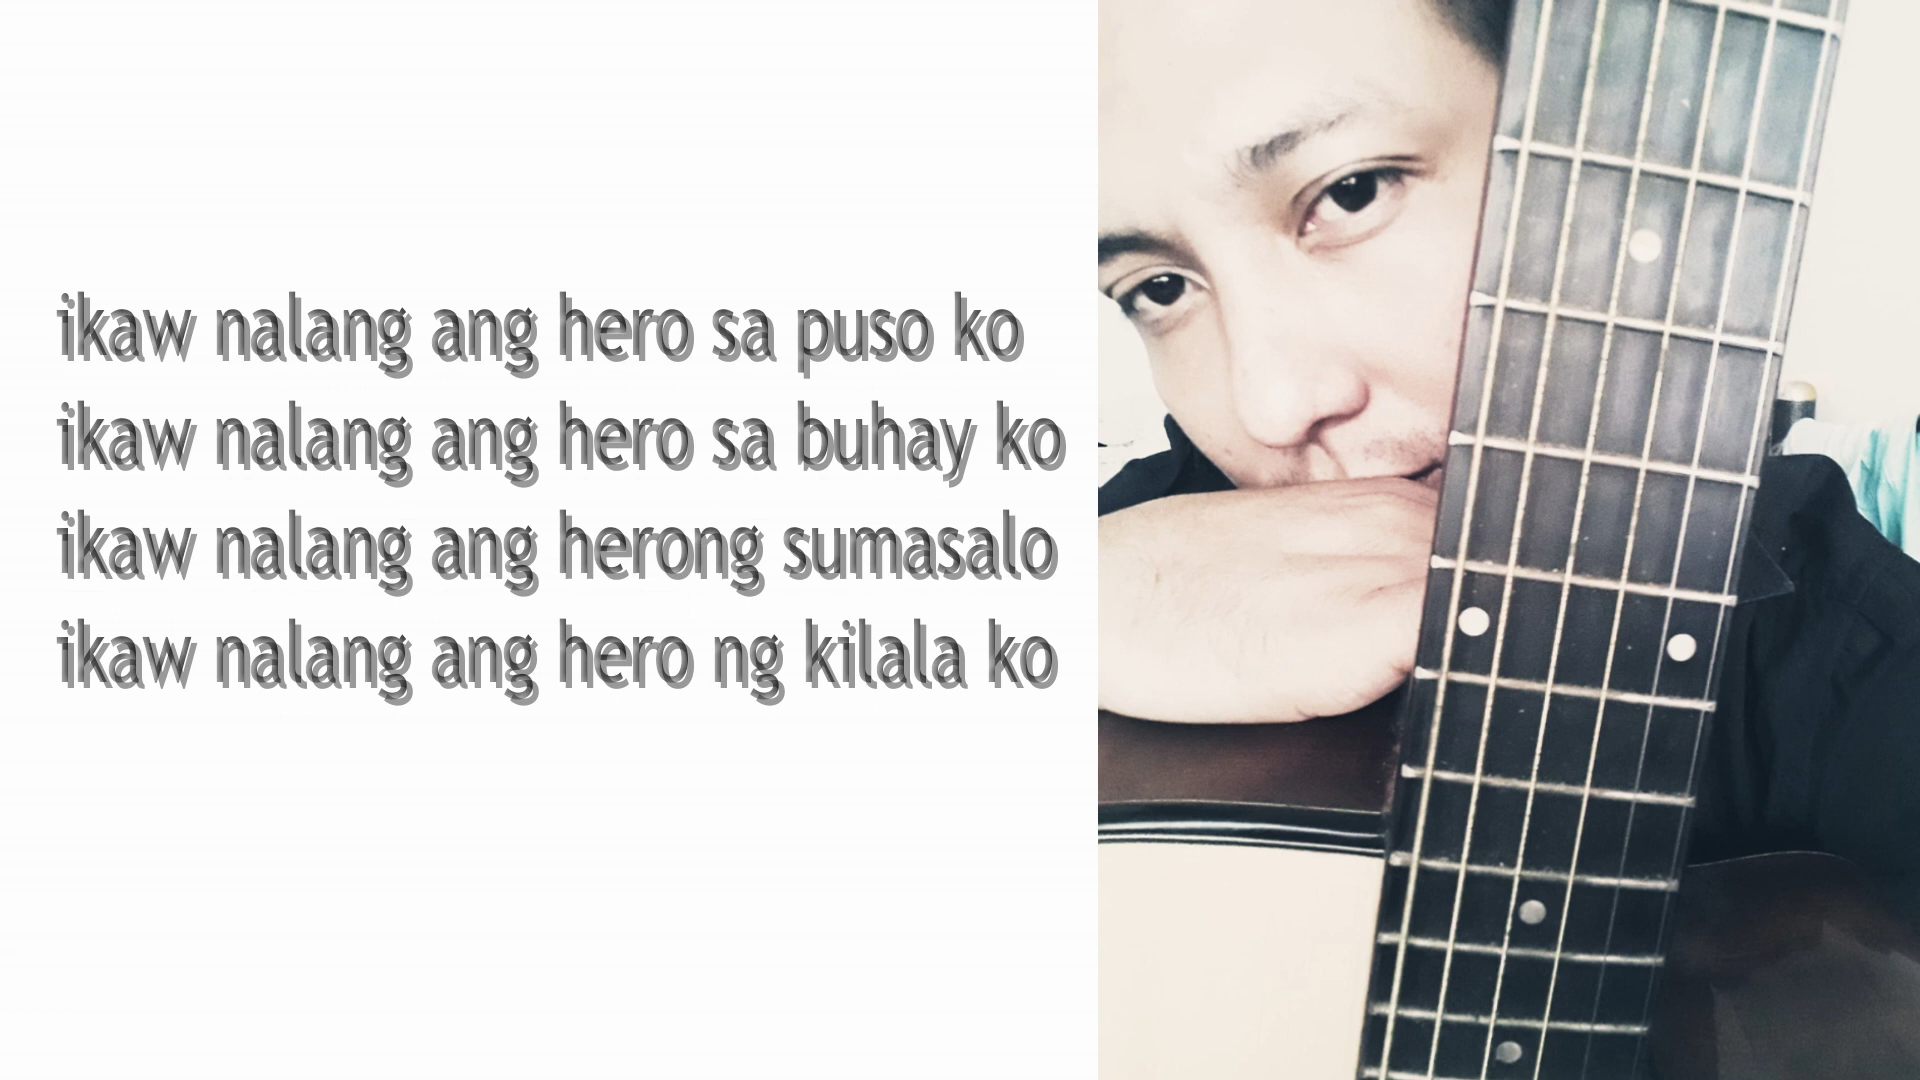 ikaw nalang ang hero sa puso ko
ikaw nalang ang hero sa buhay ko
ikaw nalang ang herong sumasalo
ikaw nalang ang hero ng kilala ko